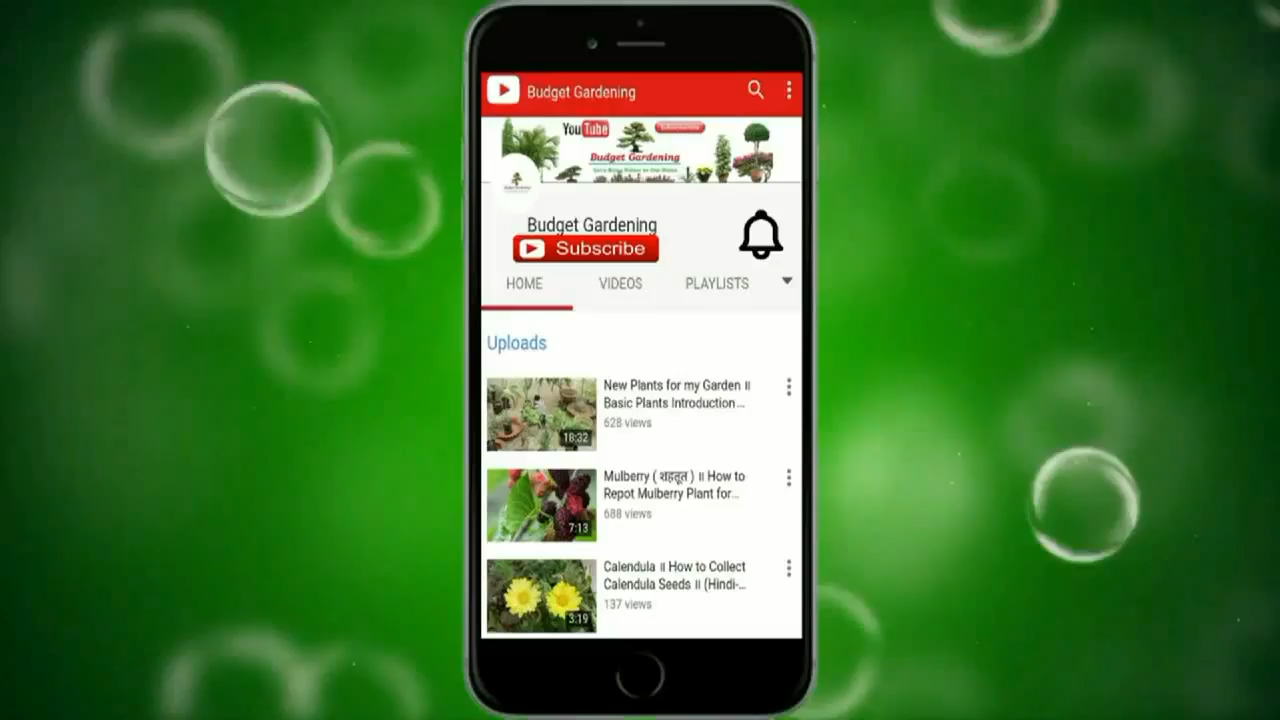 Budget Gardening
YouTube
Budget Gardening
Budget Gardening
Subscribe
HOME VIDEOS PLAYLISTS
Uploads
New Plants for my Garden ॥
Basic Plants Introduction...
628 views
18:32
Mulberry ( शहतूत ) ॥ How to
Repot Mulberry Plant for...
688 views
7:13
Calendula ॥ How to Collect
Calendula Seeds ॥ (Hindi-...
137 views
3:19